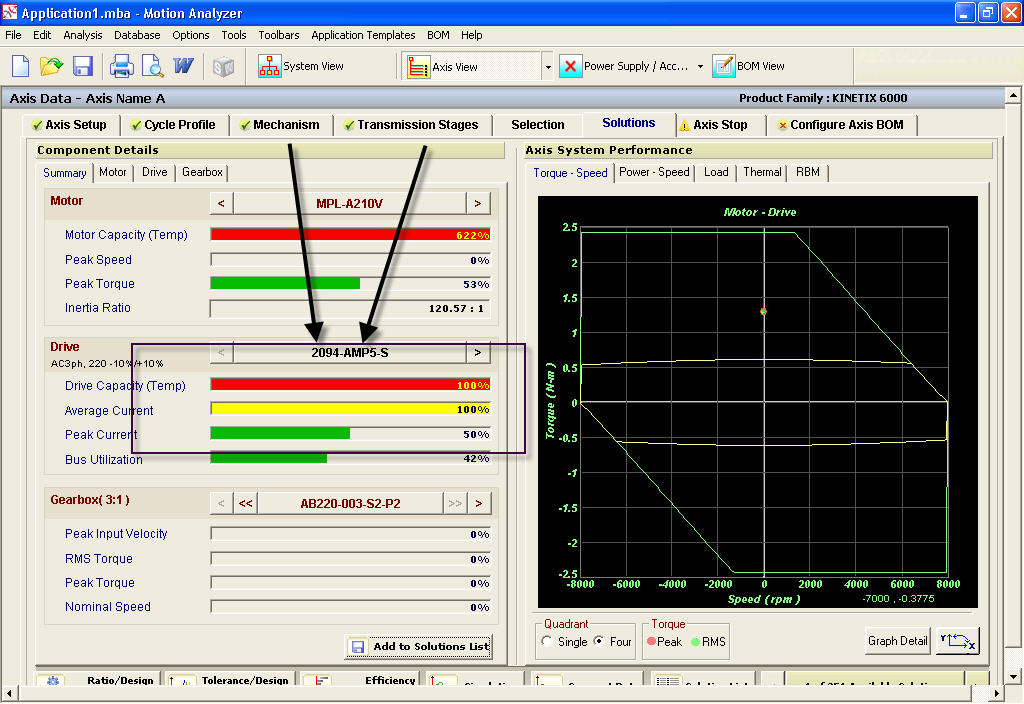 Application1.mba - Motion Analyzer
File Edit Analysis Database Options Tools Toolbars Application Templates BOM Help
System View Axis View Power Supply / Acc... BOM View
Axis Data - Axis Name A Product Family : KINETIX 6000
Axis Setup Cycle Profile Mechanism Transmission Stages Selection Solutions Axis Stop Configure Axis BOM
Component Details
Summary Motor Drive Gearbox
Motor < MPL-A210V >
Motor Capacity (Temp) 622%
Peak Speed 0%
Peak Torque 53%
Inertia Ratio 120.57 : 1
Drive < 2094-AMP5-S >
AC3ph, 220 -10%/+10%
Drive Capacity (Temp) 100%
Average Current 100%
Peak Current 50%
Bus Utilization 42%
Gearbox( 3:1 ) < << AB220-003-S2-P2 >> >
Peak Input Velocity 0%
RMS Torque 0%
Peak Torque 0%
Nominal Speed 0%
Add to Solutions List
Axis System Performance
Torque - Speed Power - Speed Load Thermal RBM
Motor - Drive
2.5
2
1.5
1
0.5
0
-0.5
-1
-1.5
-2
-2.5
Torque ( N-m )
-8000 -6000 -4000 -2000 0 2000 4000 6000 8000
Speed ( rpm ) -7000 , -0.3775
Quadrant
Single Four
Torque
Peak RMS
Graph Detail
Y X
Ratio/Design Tolerance/Design Efficiency